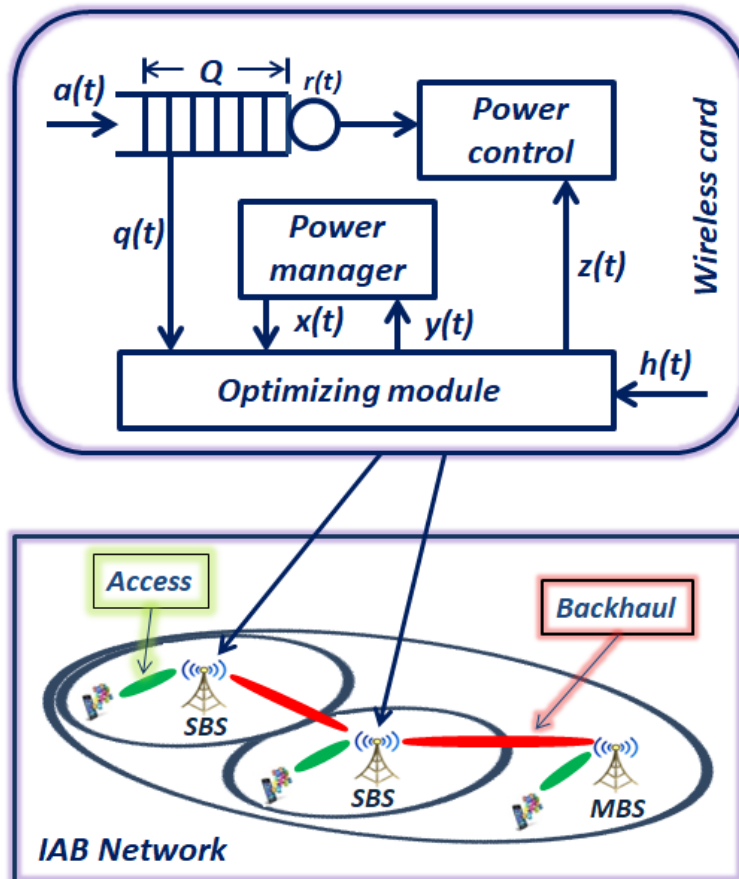 Q
r(t)
a(t)
Power
control
Wireless card
q(t)
Power
manager
z(t)
x(t)
y(t)
h(t)
Optimizing module
Access
Backhaul
SBS
SBS
MBS
IAB Network